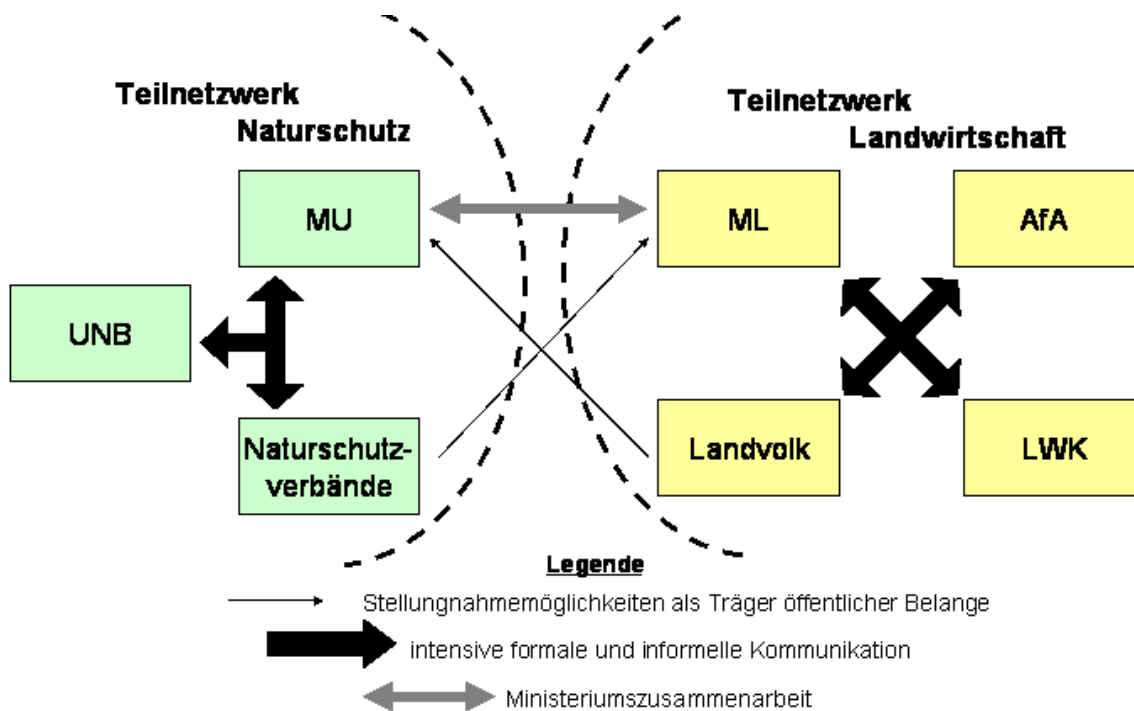 Teilnetzwerk
Naturschutz
Teilnetzwerk
Landwirtschaft
MU
ML
AfA
UNB
Naturschutz-
verbände
Landvolk
LWK
Legende
Stellungnahmemöglichkeiten als Träger öffentlicher Belange
intensive formale und informelle Kommunikation
Ministeriumszusammenarbeit